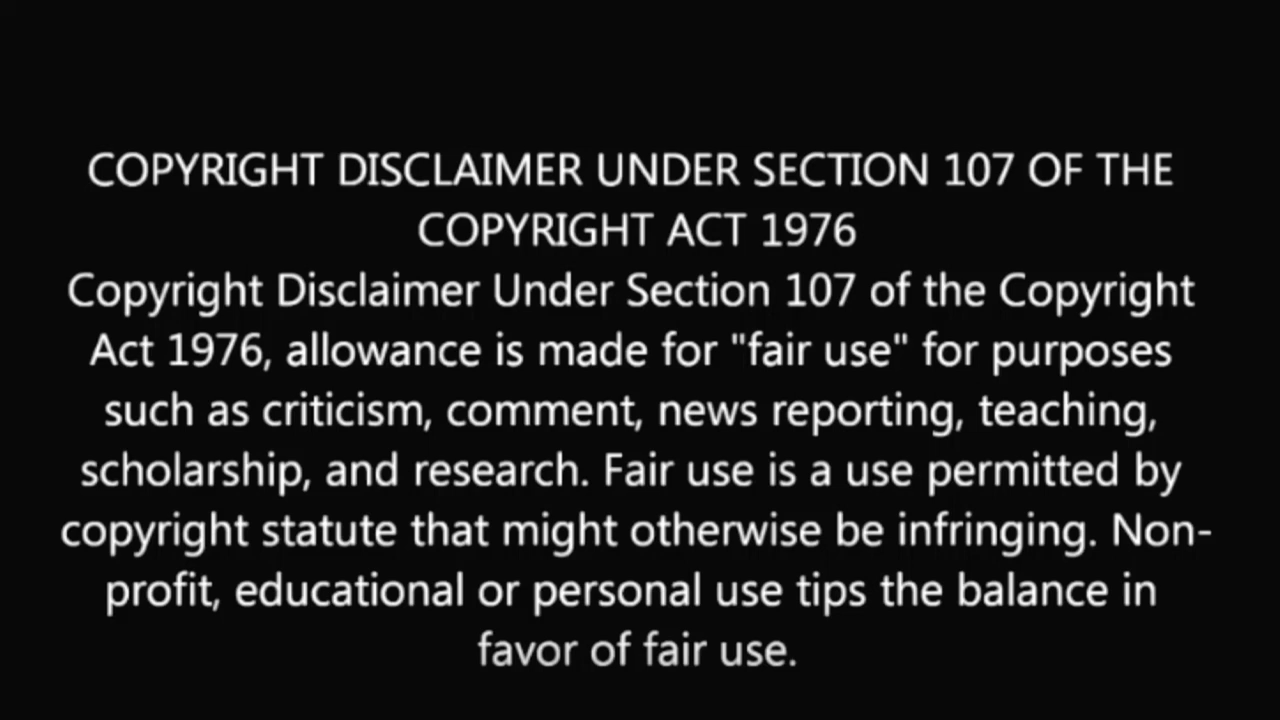 COPYRIGHT DISCLAIMER UNDER SECTION 107 OF THE
COPYRIGHT ACT 1976
Copyright Disclaimer Under Section 107 of the Copyright
Act 1976, allowance is made for "fair use" for purposes
such as criticism, comment, news reporting, teaching,
scholarship, and research. Fair use is a use permitted by
copyright statute that might otherwise be infringing. Non-
profit, educational or personal use tips the balance in
favor of fair use.